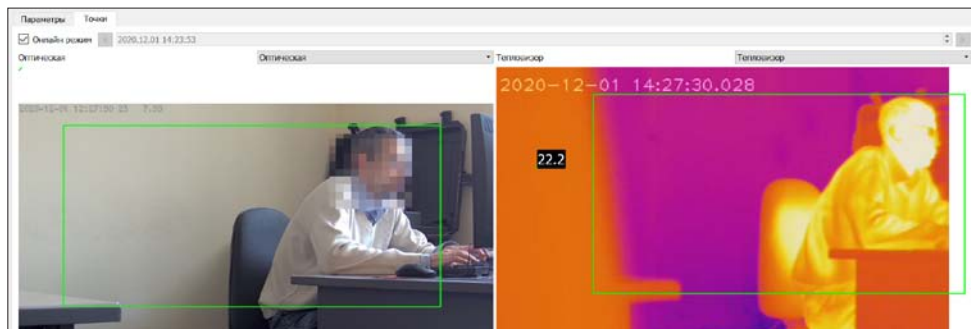 Параметры Точки
Онлайн режим 2020.12.01 14:23:53
Оптическая Оптическая Тепловизор Тепловизор
2020-12-01 14:27:30.028
22.2